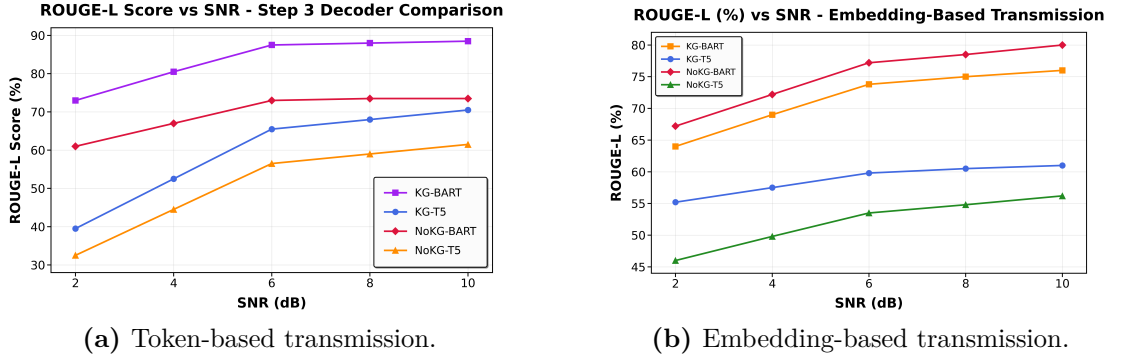 ROUGE-L Score vs SNR - Step 3 Decoder Comparison
ROUGE-L Score (%)
90
80
70
60
50
40
30
KG-BART
KG-T5
NoKG-BART
NoKG-T5
2 4 6 8 10
SNR (dB)
(a) Token-based transmission.
ROUGE-L (%) vs SNR - Embedding-Based Transmission
ROUGE-L (%)
80
75
70
65
60
55
50
45
KG-BART
KG-T5
NoKG-BART
NoKG-T5
2 4 6 8 10
SNR (dB)
(b) Embedding-based transmission.